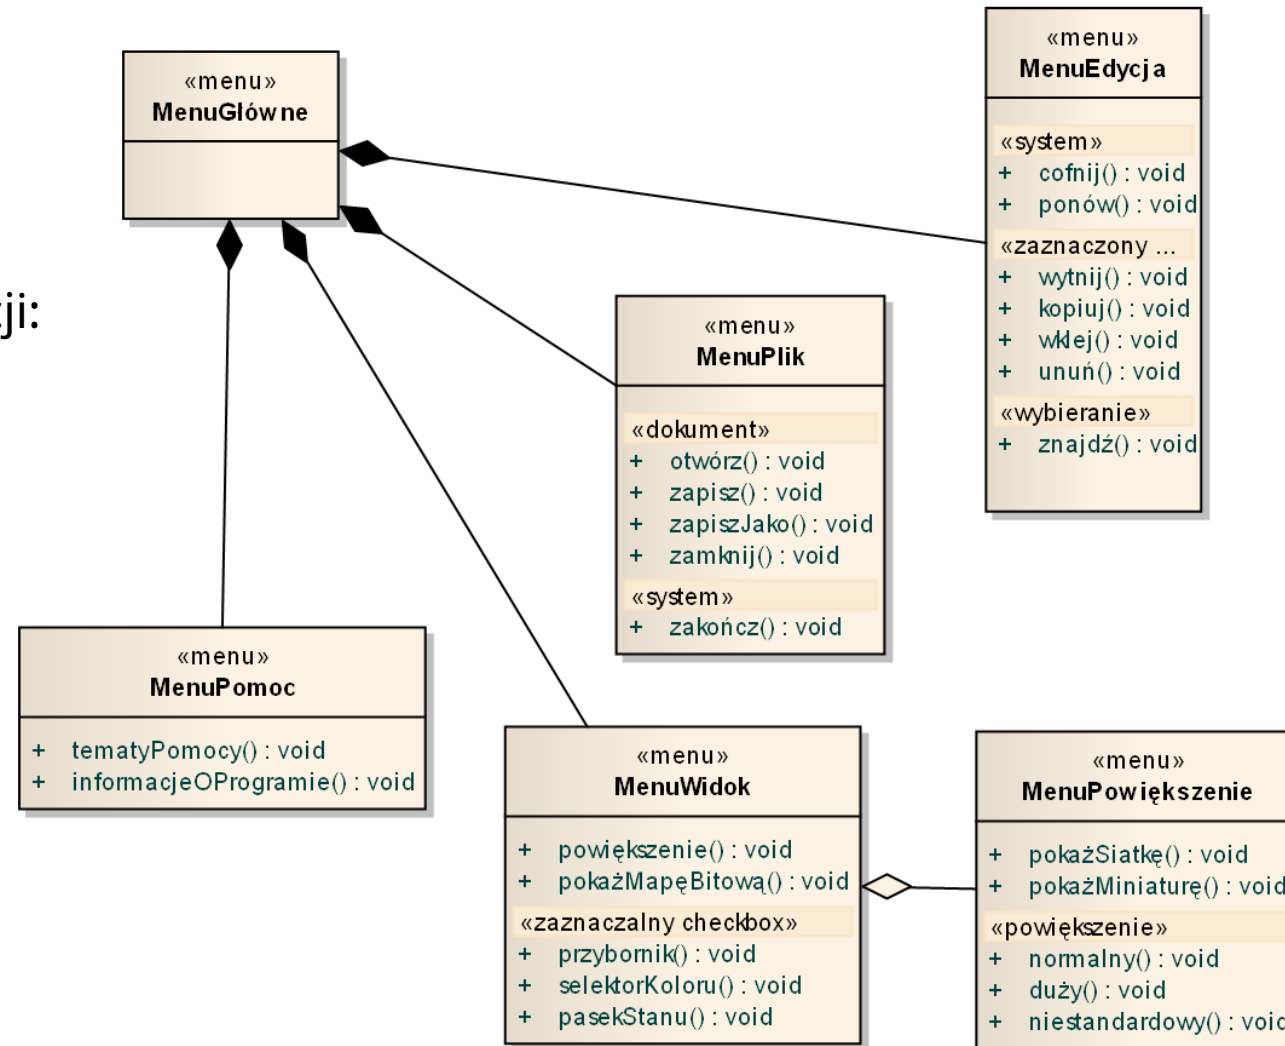 «menu»
MenuGłówne
cji:
«menu»
MenuEdycja
«system»
+ cofnij() : void
+ ponów() : void
«zaznaczony ...
+ wytnij() : void
+ kopiuj() : void
+ wklej() : void
+ unuń() : void
«wybieranie»
+ znajdź() : void
«menu»
MenuPlik
«dokument»
+ otwórz() : void
+ zapisz() : void
+ zapiszJako() : void
+ zamknij() : void
«system»
+ zakończ() : void
«menu»
MenuPomoc
+ tematyPomocy() : void
+ informacjeOProgramie() : void
«menu»
MenuWidok
+ powiększenie() : void
+ pokażMapęBitową() : void
«zaznaczalny checkbox»
+ przybornik() : void
+ selektorKoloru() : void
+ pasekStanu() : void
«menu»
MenuPowiększenie
+ pokażSiatkę() : void
+ pokażMiniaturę() : void
«powiększenie»
+ normalny() : void
+ duży() : void
+ niestandardowy() : void